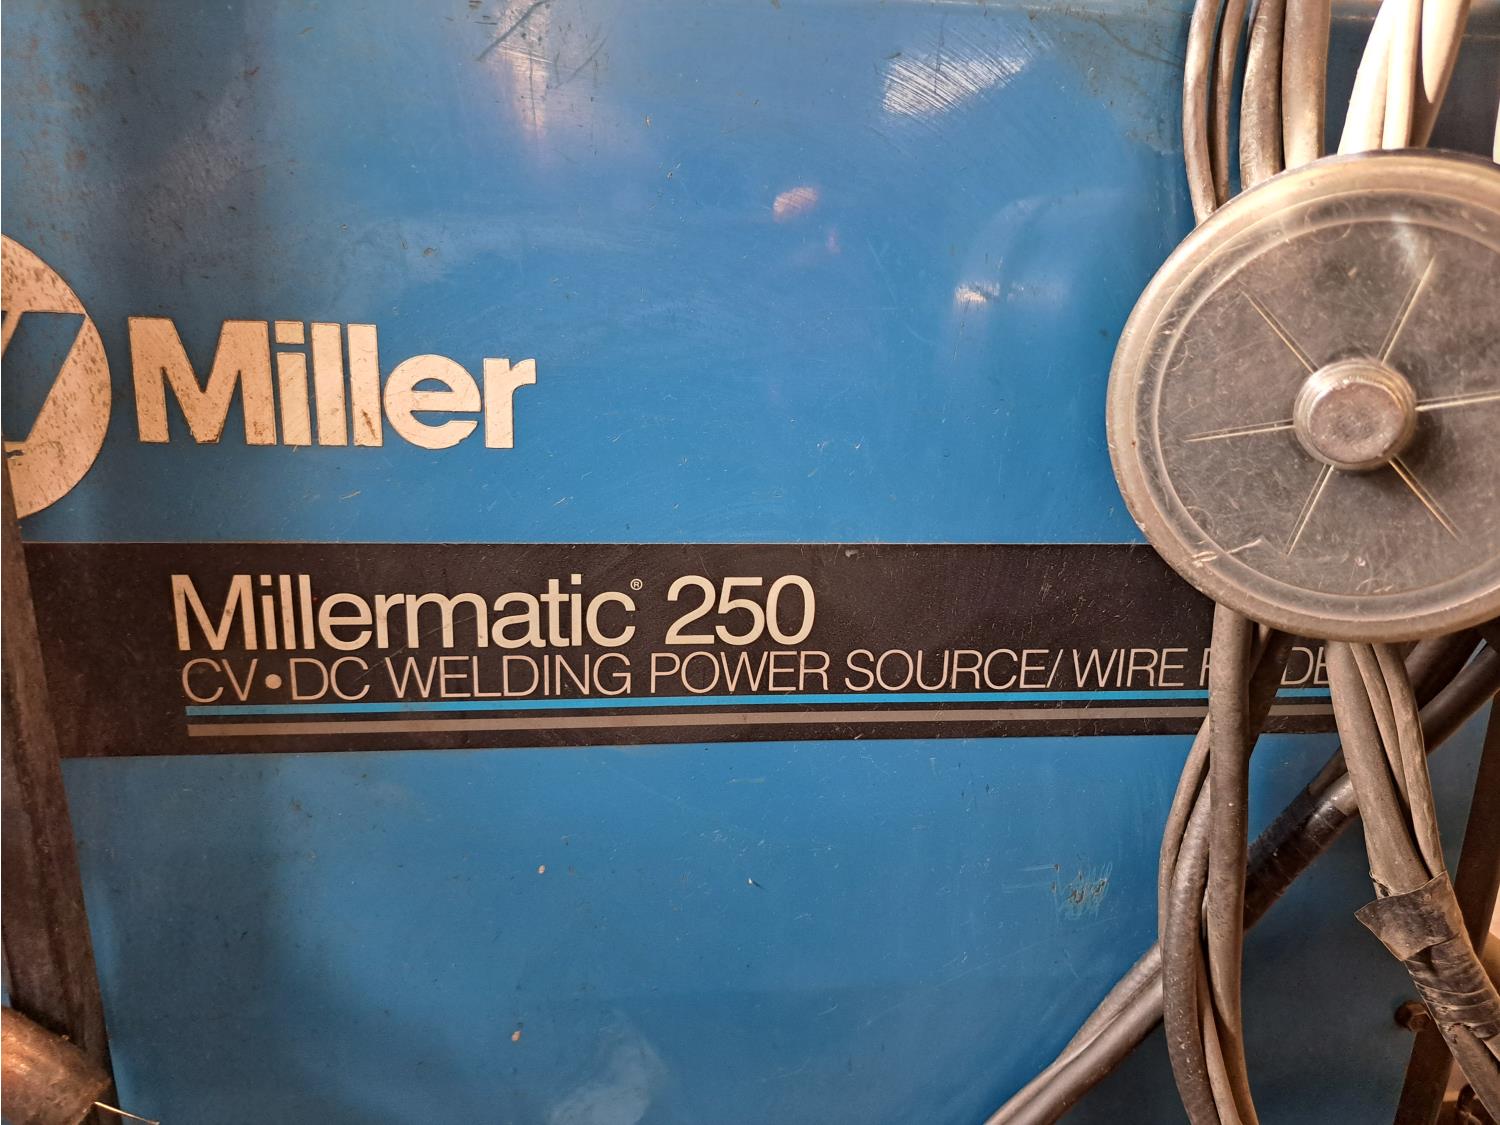 Miller
Millermatic® 250
CV•DC WELDING POWER SOURCE/WIRE